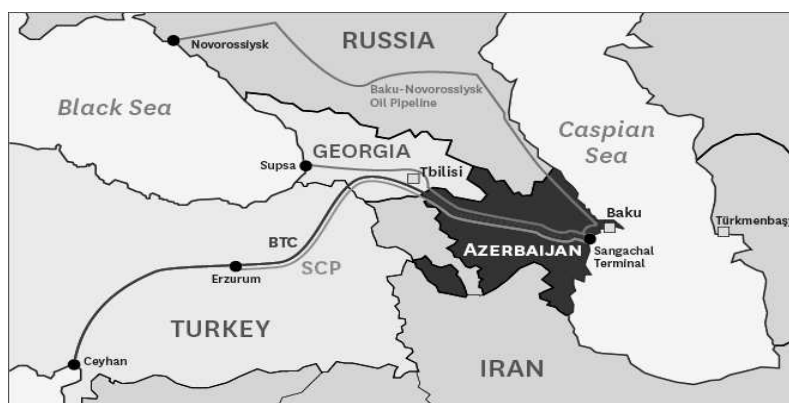 RUSSIA
Novorossiysk
Baku-Novorossiysk
Oil Pipeline
Black Sea
Caspian
Sea
GEORGIA
Supsa
Tbilisi
Baku
Türkmenbaşy
BTC
AZERBAIJAN
Sangachal
Terminal
SCP
Erzurum
TURKEY
Ceyhan
IRAN